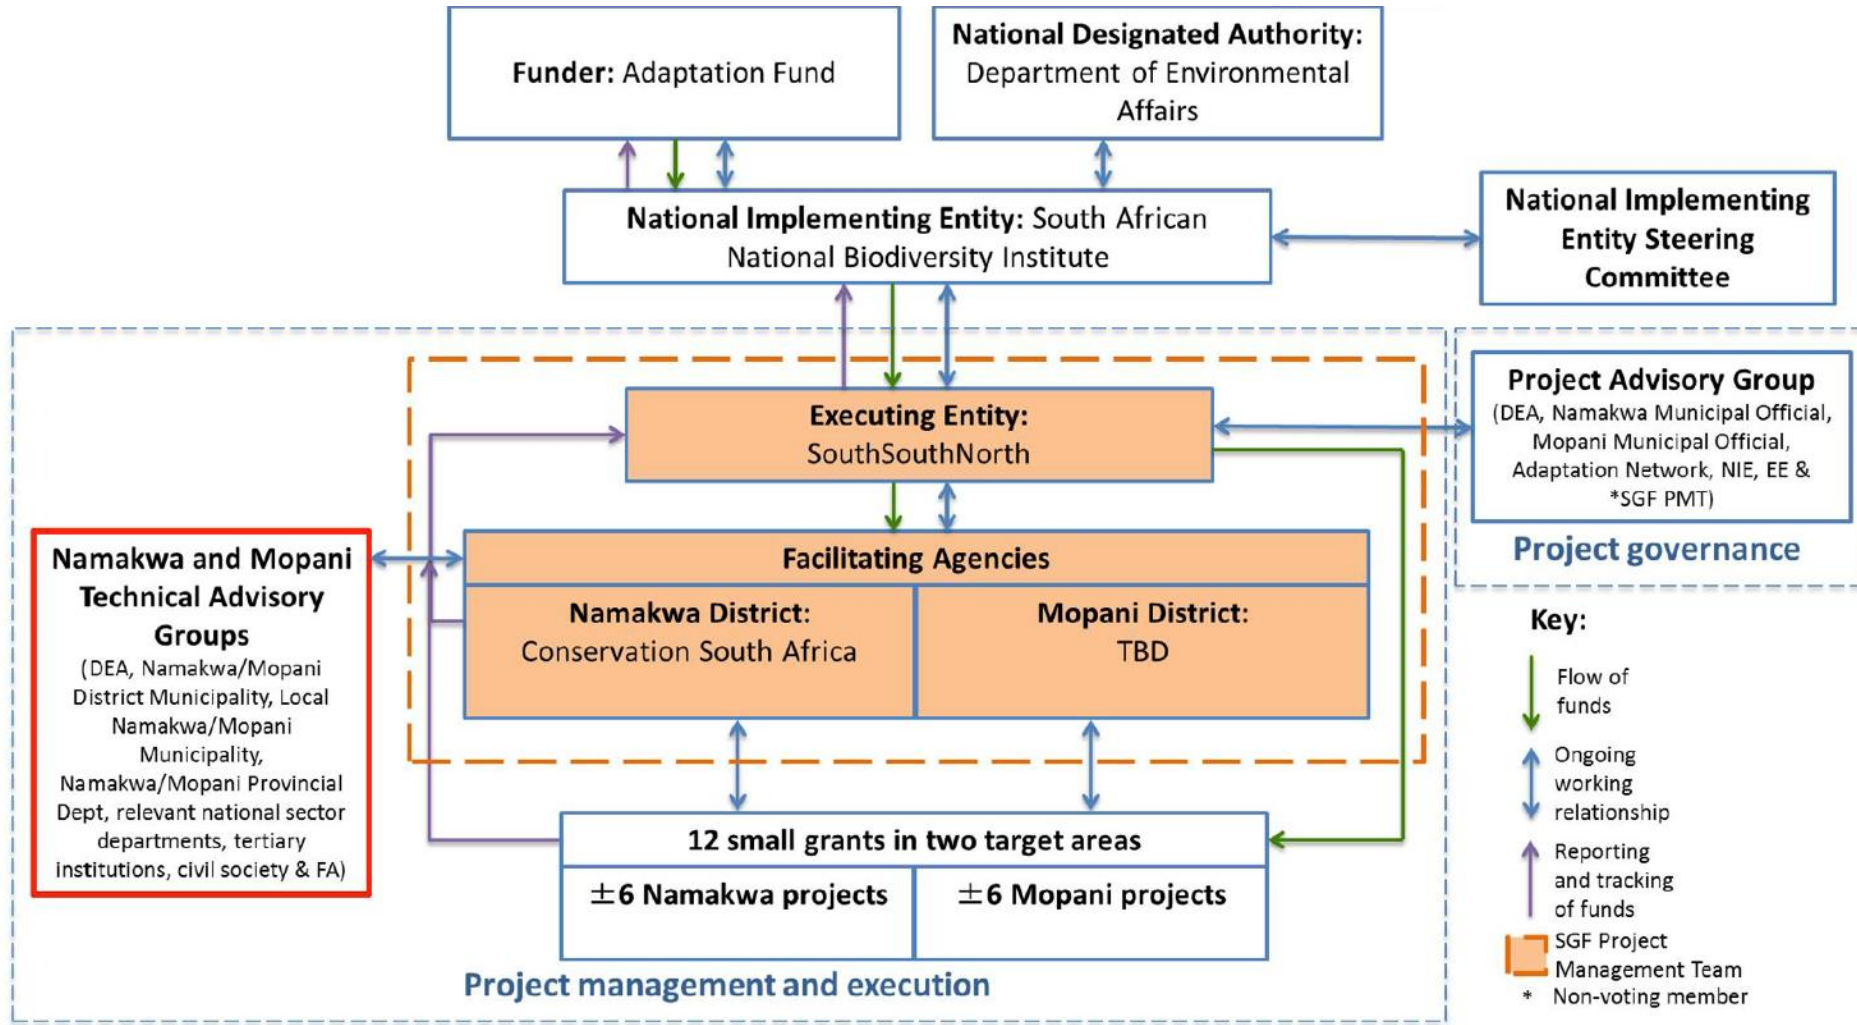 Funder: Adaptation Fund
National Designated Authority:
Department of Environmental
Affairs
National Implementing Entity: South African
National Biodiversity Institute
National Implementing
Entity Steering
Committee
Executing Entity:
SouthSouthNorth
Project Advisory Group
(DEA, Namakwa Municipal Official,
Mopani Municipal Official,
Adaptation Network, NIE, EE &
*SGF PMT)
Project governance
Namakwa and Mopani
Technical Advisory
Groups
(DEA, Namakwa/Mopani
District Municipality, Local
Namakwa/Mopani
Municipality,
Namakwa/Mopani Provincial
Dept, relevant national sector
departments, tertiary
institutions, civil society & FA)
Facilitating Agencies
Namakwa District:
Conservation South Africa
Mopani District:
TBD
12 small grants in two target areas
±6 Namakwa projects
±6 Mopani projects
Project management and execution
Key:
Flow of
funds
Ongoing
working
relationship
Reporting
and tracking
of funds
SGF Project
Management Team
* Non-voting member